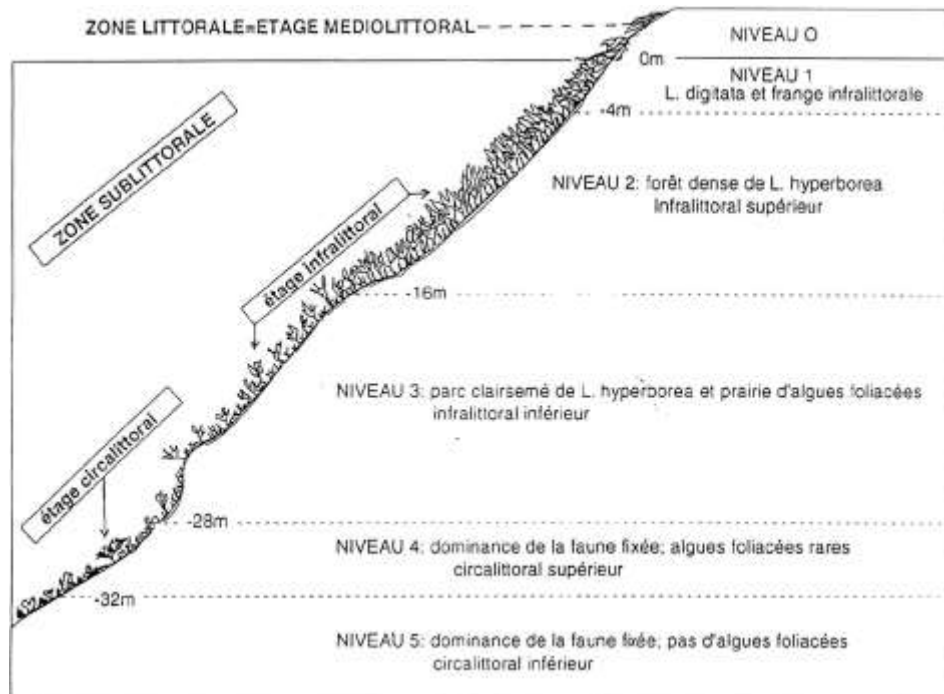 ZONE LITTORALE=ETAGE MEDIOLITTORAL
NIVEAU O
0m
NIVEAU 1
L. digitata et frange infralittorale
-4m
ZONE SUBLITTORALE
NIVEAU 2: forêt dense de L. hyperborea
Infralittoral supérieur
étage infralittoral
-16m
NIVEAU 3: parc clairsemé de L. hyperborea et prairie d'algues foliacées
infralittoral inférieur
étage circalittoral
-28m
NIVEAU 4: dominance de la faune fixée; algues foliacées rares
circalittoral supérieur
-32m
NIVEAU 5: dominance de la faune fixée; pas d'algues foliacées
circalittoral inférieur